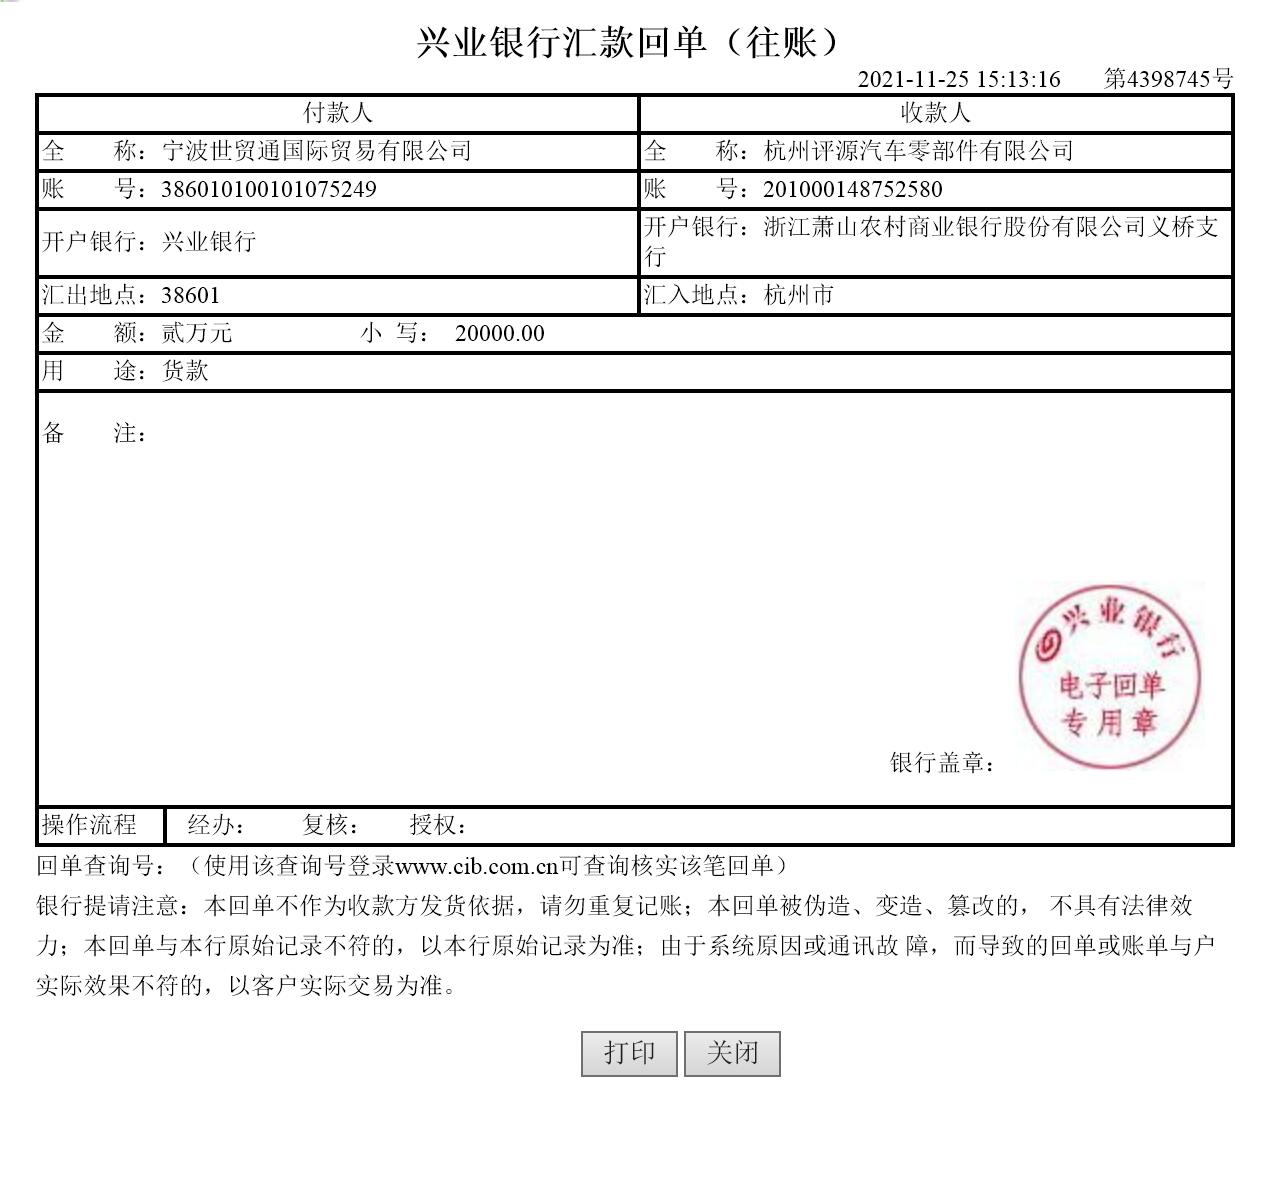 兴业银行汇款回单（往账）
2021-11-25 15:13:16 第4398745号
付款人 收款人
全 称：宁波世贸通国际贸易有限公司 全 称：杭州评源汽车零部件有限公司
账 号：386010100101075249 账 号：201000148752580
开户银行：兴业银行 开户银行：浙江萧山农村商业银行股份有限公司义桥支
行
汇出地点：38601 汇入地点：杭州市
金 额：贰万元 小 写： 20000.00
用 途：货款
备 注：
兴业银行
电子回单
专用章
银行盖章：
操作流程 经办： 复核： 授权：
回单查询号：（使用该查询号登录www.cib.com.cn可查询核实该笔回单）
银行提请注意：本回单不作为收款方发货依据，请勿重复记账；本回单被伪造、变造、篡改的， 不具有法律效
力；本回单与本行原始记录不符的，以本行原始记录为准；由于系统原因或通讯故 障，而导致的回单或账单与户
实际效果不符的，以客户实际交易为准。
打印 关闭